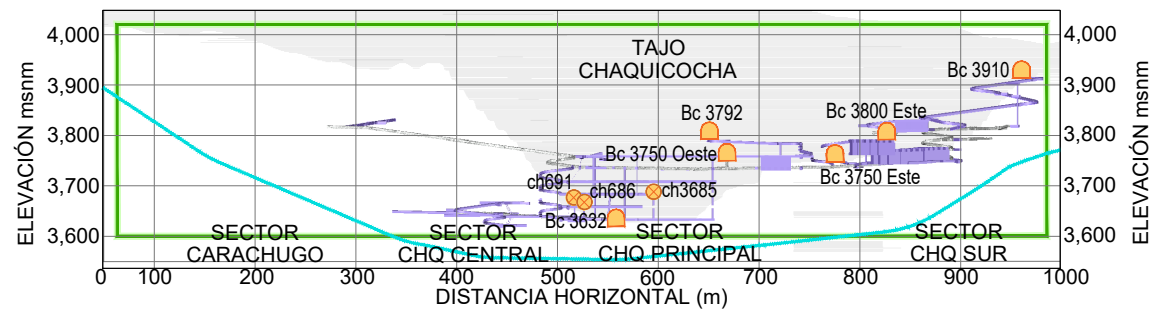 4,000
3,900
3,800
3,700
3,600
ELEVACIÓN msnm
TAJO
CHAQUICOCHA
Bc 3910
Bc 3792
Bc 3800 Este
Bc 3750 Oeste
Bc 3750 Este
ch691
ch686
ch3685
Bc 3632
SECTOR
CARACHUGO
SECTOR
CHQ CENTRAL
SECTOR
CHQ PRINCIPAL
SECTOR
CHQ SUR
4,000
3,900
3,800
3,700
3,600
ELEVACIÓN msnm
0 100 200 300 400 500 600 700 800 900 1000
DISTANCIA HORIZONTAL (m)